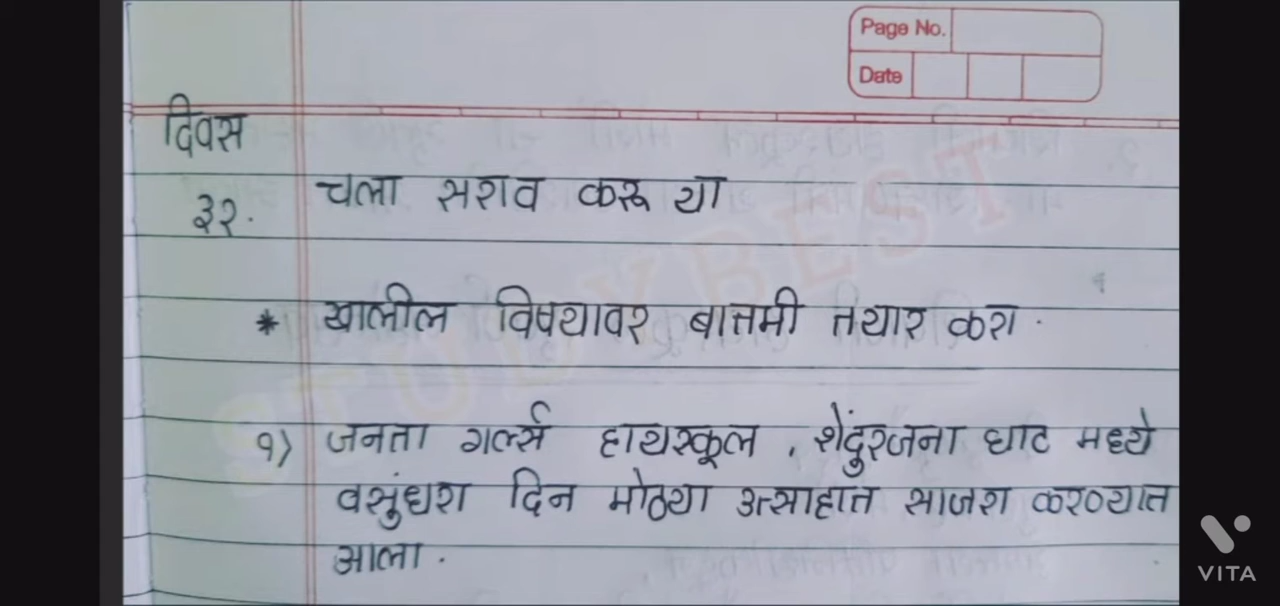 Page No.
Date
दिवस
३२.
चला सराव करू या
* खालील विषयावर बातमी तयार करा.
१) जनता गर्ल्स हायस्कूल, शेंदुरजना घाट मध्ये
वसुंधरा दिन मोठ्या उत्साहात साजरा करण्यात
आला.
STUDYBEST
VITA